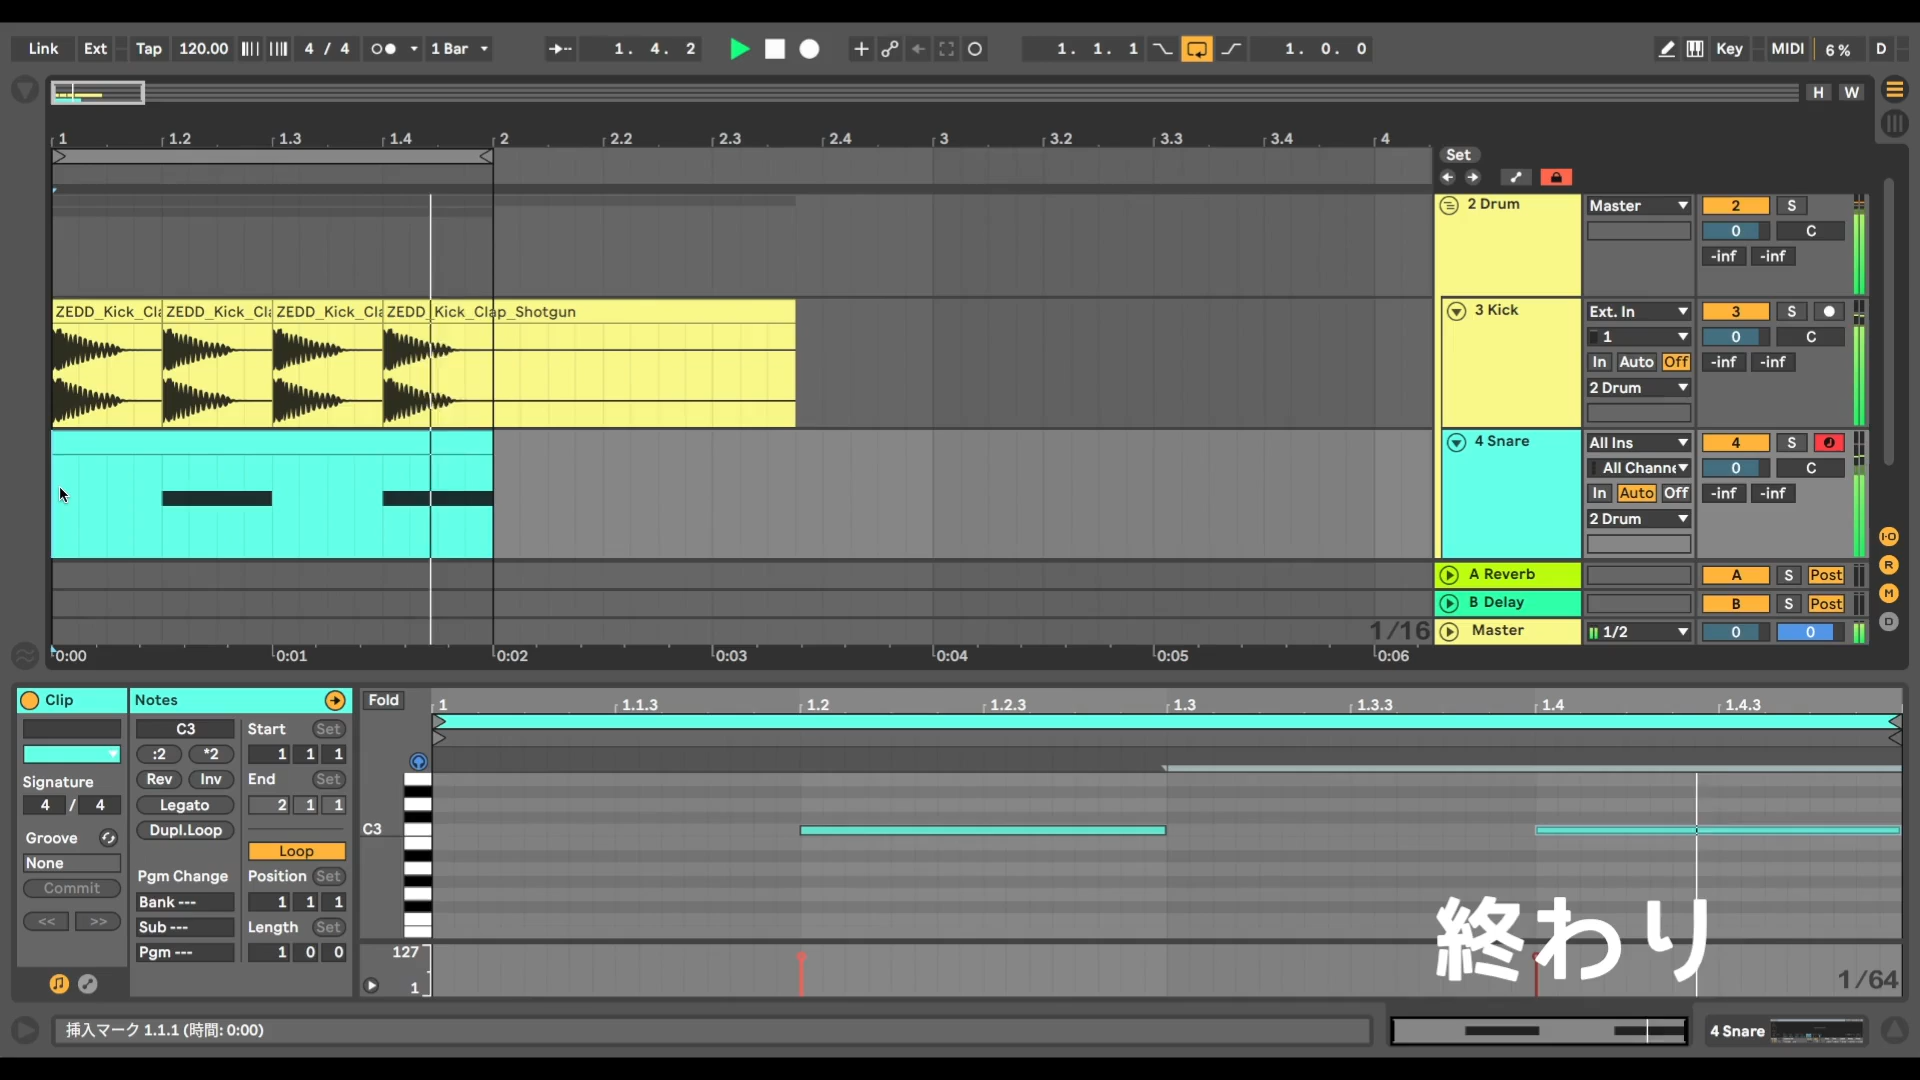 Link Ext Tap 120.00 4 / 4 1 Bar 1. 4. 2 1. 1. 1 1. 0. 0 Key MIDI 6 % D
H W
1 1.2 1.3 1.4 2 2.2 2.3 2.4 3 3.2 3.3 3.4 4
Set
2 Drum Master 2 S
0 C
-inf -inf
ZEDD_Kick_Cla ZEDD_Kick_Cla ZEDD_Kick_Cla ZEDD_Kick_Clap_Shotgun
3 Kick Ext. In 3 S
1 0 C
In Auto Off -inf -inf
2 Drum
4 Snare All Ins 4 S
All Channe 0 C
In Auto Off -inf -inf
2 Drum
A Reverb A S Post
B Delay B S Post
1/16
Master 1/2 0 0
I·O
R
M
D
0:00 0:01 0:02 0:03 0:04 0:05 0:06
Clip
Signature
4 / 4
Groove
None
Commit
<< >>
Notes
C3
:2 *2
Rev Inv
Legato
Dupl.Loop
Pgm Change
Bank ---
Sub ---
Pgm ---
Start Set
1 1 1
End Set
2 1 1
Loop
Position Set
1 1 1
Length Set
1 0 0
Fold
1 1.1.3 1.2 1.2.3 1.3 1.3.3 1.4 1.4.3
C3
127
1
終わり
1/64
挿入マーク 1.1.1 (時間: 0:00)
4 Snare